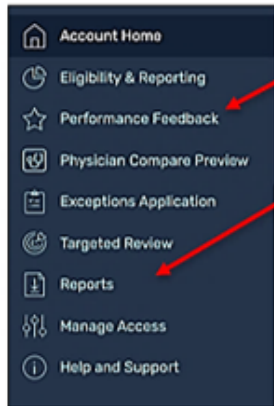 Account Home
Eligibility & Reporting
Performance Feedback
Physician Compare Preview
Exceptions Application
Targeted Review
Reports
Manage Access
Help and Support